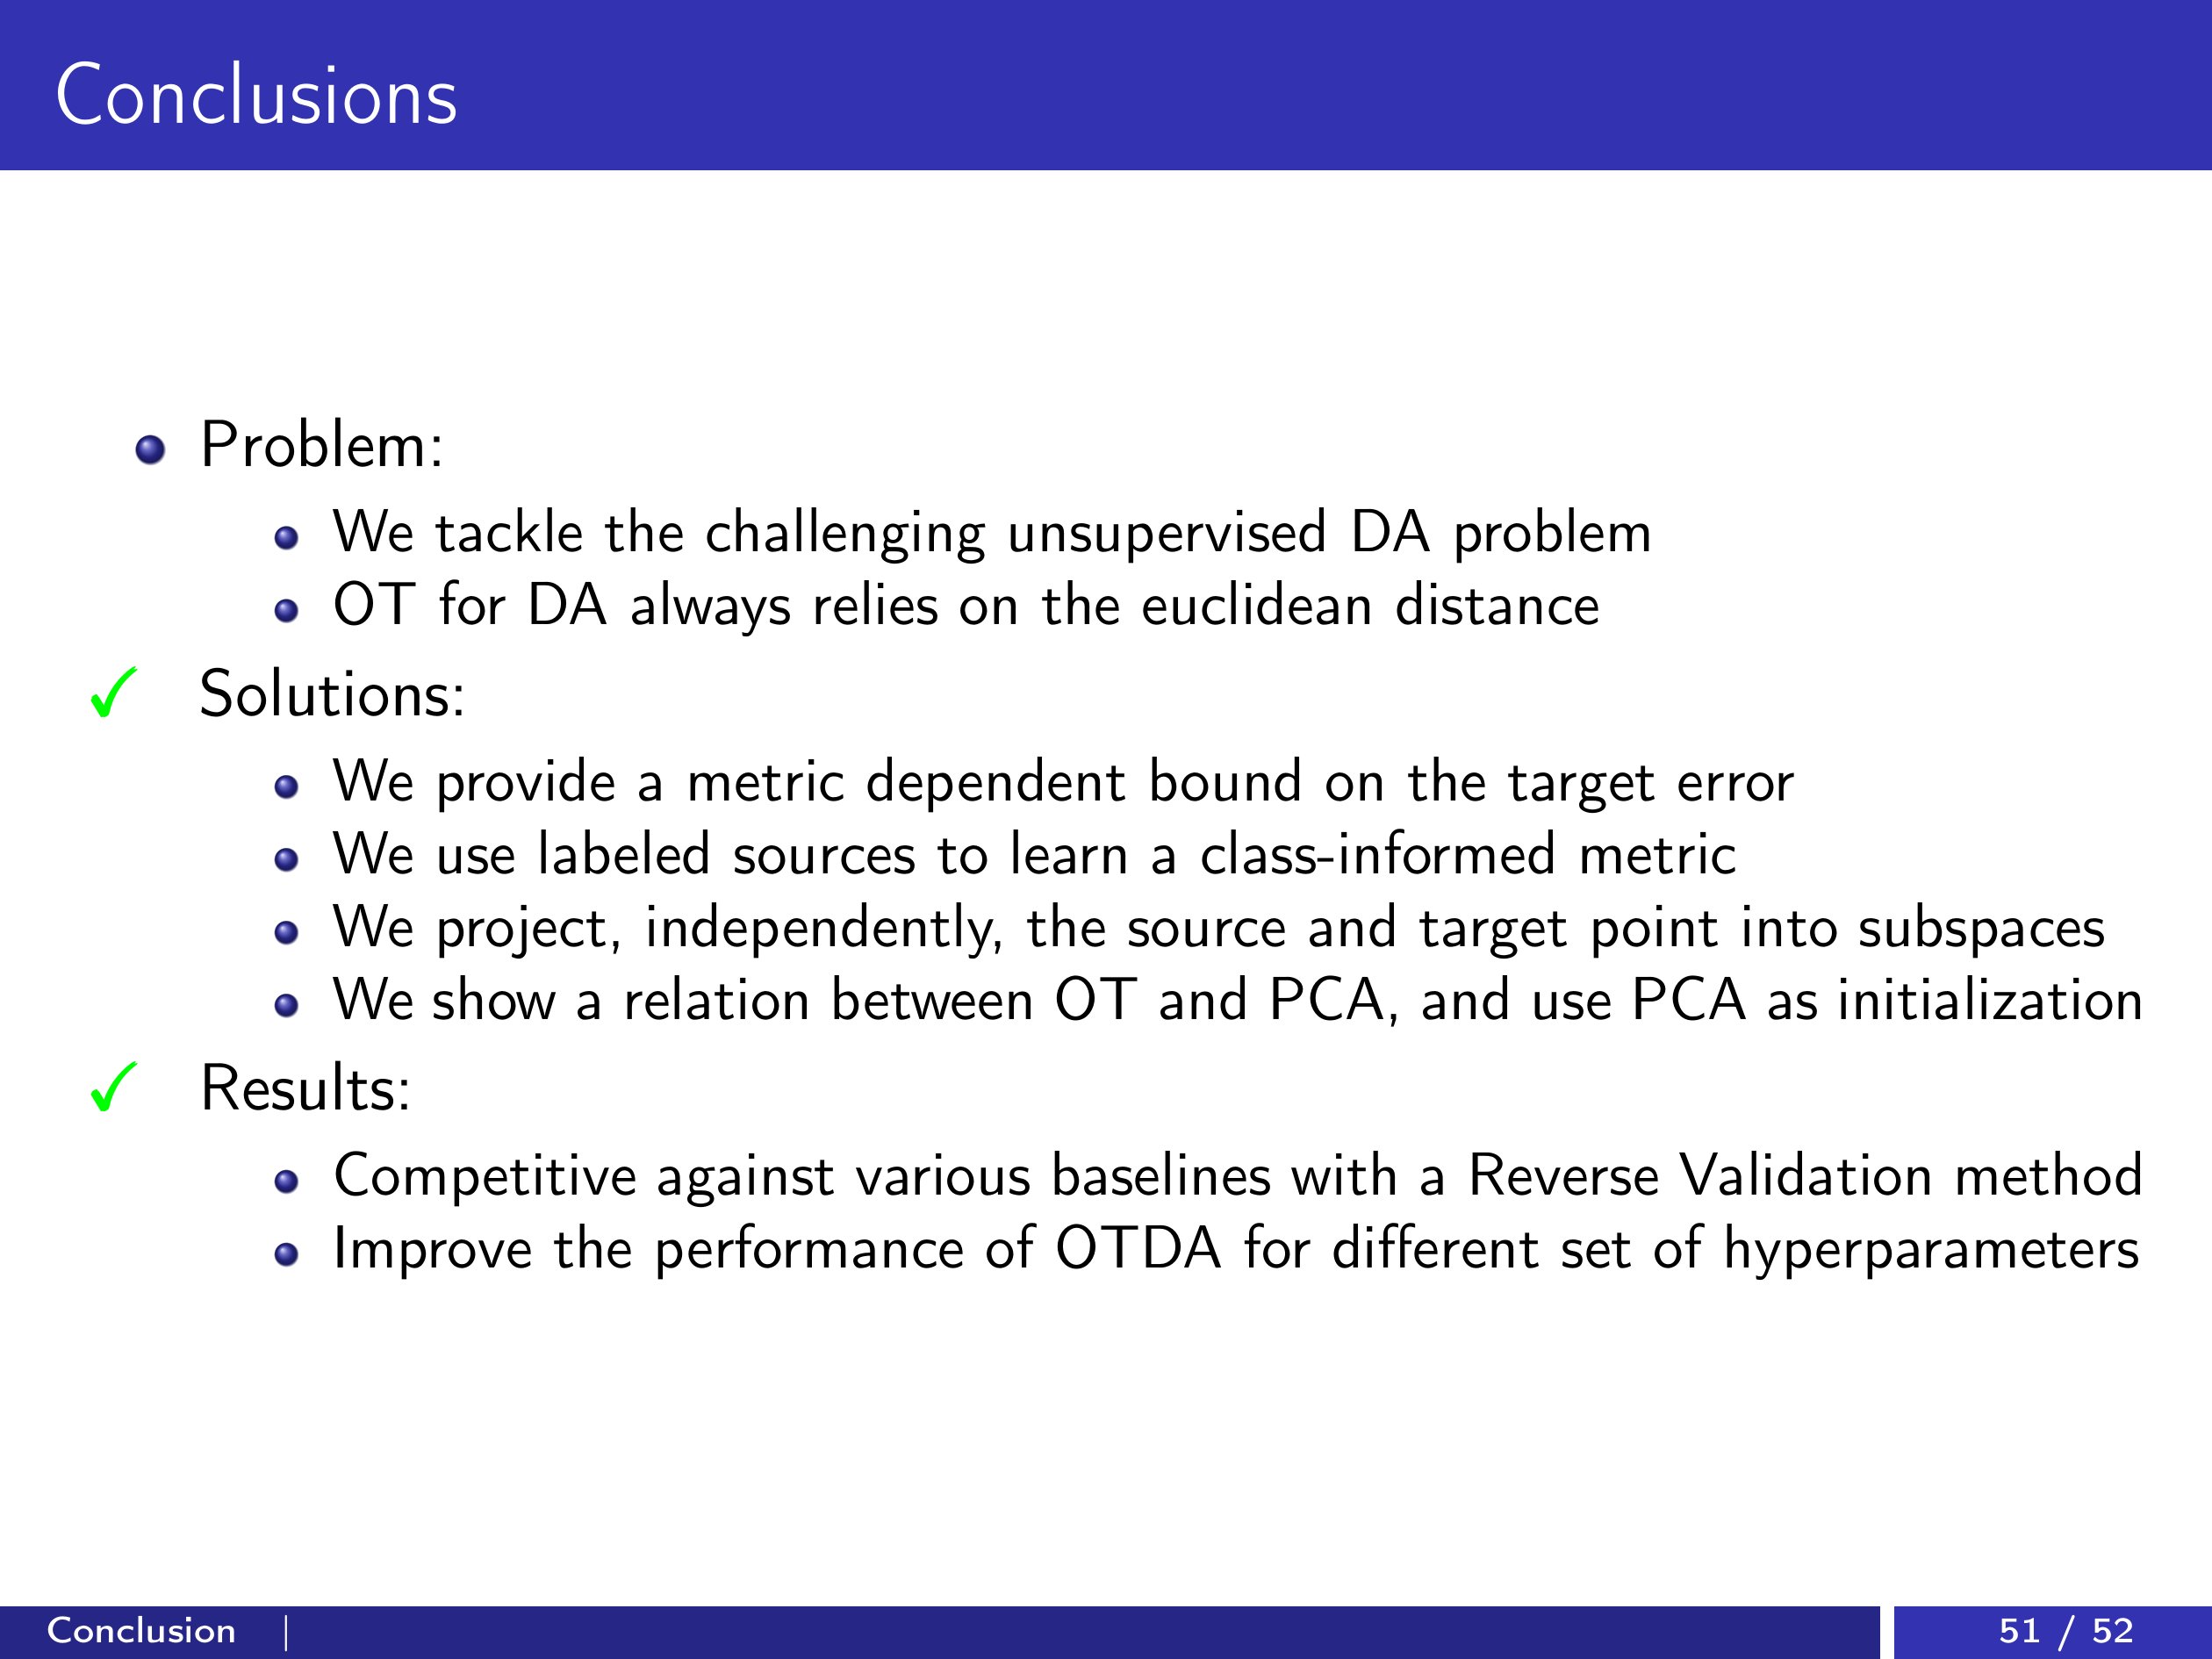 Conclusions
Problem:
We tackle the challenging unsupervised DA problem
OT for DA always relies on the euclidean distance
✓ Solutions:
We provide a metric dependent bound on the target error
We use labeled sources to learn a class-informed metric
We project, independently, the source and target point into subspaces
We show a relation between OT and PCA, and use PCA as initialization
✓ Results:
Competitive against various baselines with a Reverse Validation method
Improve the performance of OTDA for different set of hyperparameters
Conclusion | 51 / 52